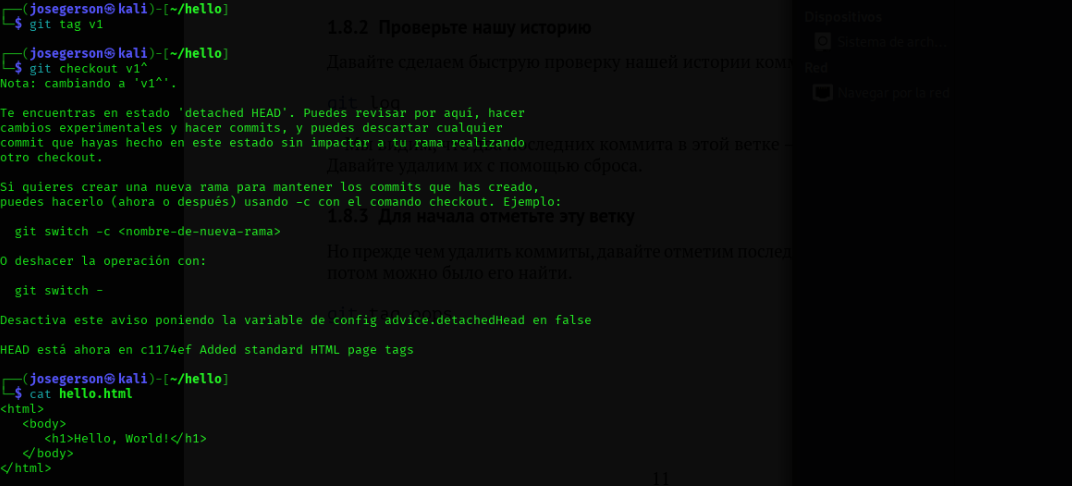 ┌──(josegerson㉿kali)-[~/hello]
└─$ git tag v1
┌──(josegerson㉿kali)-[~/hello]
└─$ git checkout v1^
Nota: cambiando a 'v1^'.
Te encuentras en estado 'detached HEAD'. Puedes revisar por aquí, hacer
cambios experimentales y hacer commits, y puedes descartar cualquier
commit que hayas hecho en este estado sin impactar a tu rama realizando
otro checkout.
Si quieres crear una nueva rama para mantener los commits que has creado,
puedes hacerlo (ahora o después) usando -c con el comando checkout. Ejemplo:
git switch -c <nombre-de-nueva-rama>
O deshacer la operación con:
git switch -
Desactiva este aviso poniendo la variable de config advice.detachedHead en false
HEAD está ahora en c1174ef Added standard HTML page tags
┌──(josegerson㉿kali)-[~/hello]
└─$ cat hello.html
<html>
<body>
<h1>Hello, World!</h1>
</body>
</html>
1.8.2 Проверьте нашу историю
Давайте сделаем быструю проверку нашей истории ком
git log
последних коммита в этой ветке -
Давайте удалим их с помощью сброса.
1.8.3 Для начала отметьте эту ветку
Но прежде чем удалить коммиты, давайте отметим послед
потом можно было его найти.
git tag
11
Dispositivos
Sistema de arch...
Red
Navegar por la red